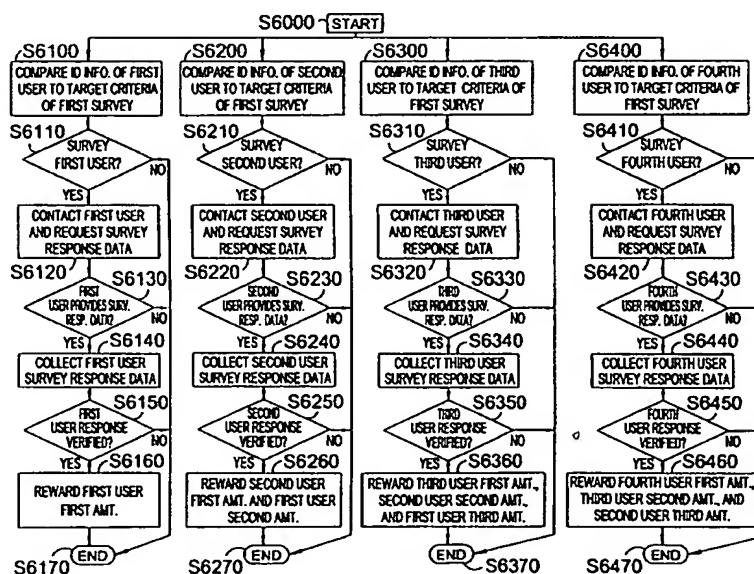 S6000
START
S6100
COMPARE ID INFO. OF FIRST
USER TO TARGET CRITERIA
OF FIRST SURVEY
S6110
SURVEY
FIRST USER?
NO
YES
CONTACT FIRST USER
AND REQUEST SURVEY
RESPONSE DATA
S6120
S6130
FIRST
USER PROVIDES SURV.
RESP. DATA?
YES
NO
S6140
COLLECT FIRST USER
SURVEY RESPONSE DATA
S6150
FIRST
USER RESPONSE
VERIFIED?
NO
YES
S6160
REWARD FIRST USER
FIRST AMT.
END
S6170
S6200
COMPARE ID INFO. OF SECOND
USER TO TARGET CRITERIA
OF FIRST SURVEY
S6210
SURVEY
SECOND USER?
NO
YES
CONTACT SECOND USER
AND REQUEST SURVEY
RESPONSE DATA
S6220
S6230
SECOND
USER PROVIDES SURV.
RESP. DATA?
YES
NO
S6240
COLLECT SECOND USER
SURVEY RESPONSE DATA
S6250
SECOND
USER RESPONSE
VERIFIED?
NO
YES
S6260
REWARD SECOND USER
FIRST AMT. AND FIRST USER
SECOND AMT.
END
S6270
S6300
COMPARE ID INFO. OF THIRD
USER TO TARGET CRITERIA OF
FIRST SURVEY
S6310
SURVEY
THIRD USER?
NO
YES
CONTACT THIRD USER
AND REQUEST SURVEY
RESPONSE DATA
S6320
S6330
THIRD
USER PROVIDES SURV.
RESP. DATA?
YES
NO
S6340
COLLECT THIRD USER
SURVEY RESPONSE DATA
S6350
THIRD
USER RESPONSE
VERIFIED?
NO
YES
S6360
REWARD THIRD USER FIRST AMT.,
SECOND USER SECOND AMT.,
AND FIRST USER THIRD AMT.
END
S6370
S6400
COMPARE ID INFO. OF FOURTH
USER TO TARGET CRITERIA OF
FIRST SURVEY
S6410
SURVEY
FOURTH USER?
NO
YES
CONTACT FOURTH USER
AND REQUEST SURVEY
RESPONSE DATA
S6420
S6430
FOURTH
USER PROVIDES SURV.
RESP. DATA?
YES
NO
S6440
COLLECT FOURTH USER
SURVEY RESPONSE DATA
S6450
FOURTH
USER RESPONSE
VERIFIED?
NO
YES
S6460
REWARD FOURTH USER FIRST AMT.,
THIRD USER SECOND AMT., AND
SECOND USER THIRD AMT.
END
S6470